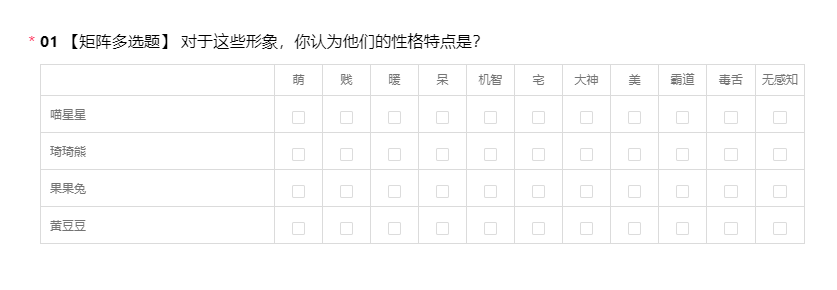 * 01 【矩阵多选题】 对于这些形象，你认为他们的性格特点是？
萌 贱 暖 呆 机智 宅 大神 美 霸道 毒舌 无感知
喵星星
琦琦熊
果果兔
黄豆豆